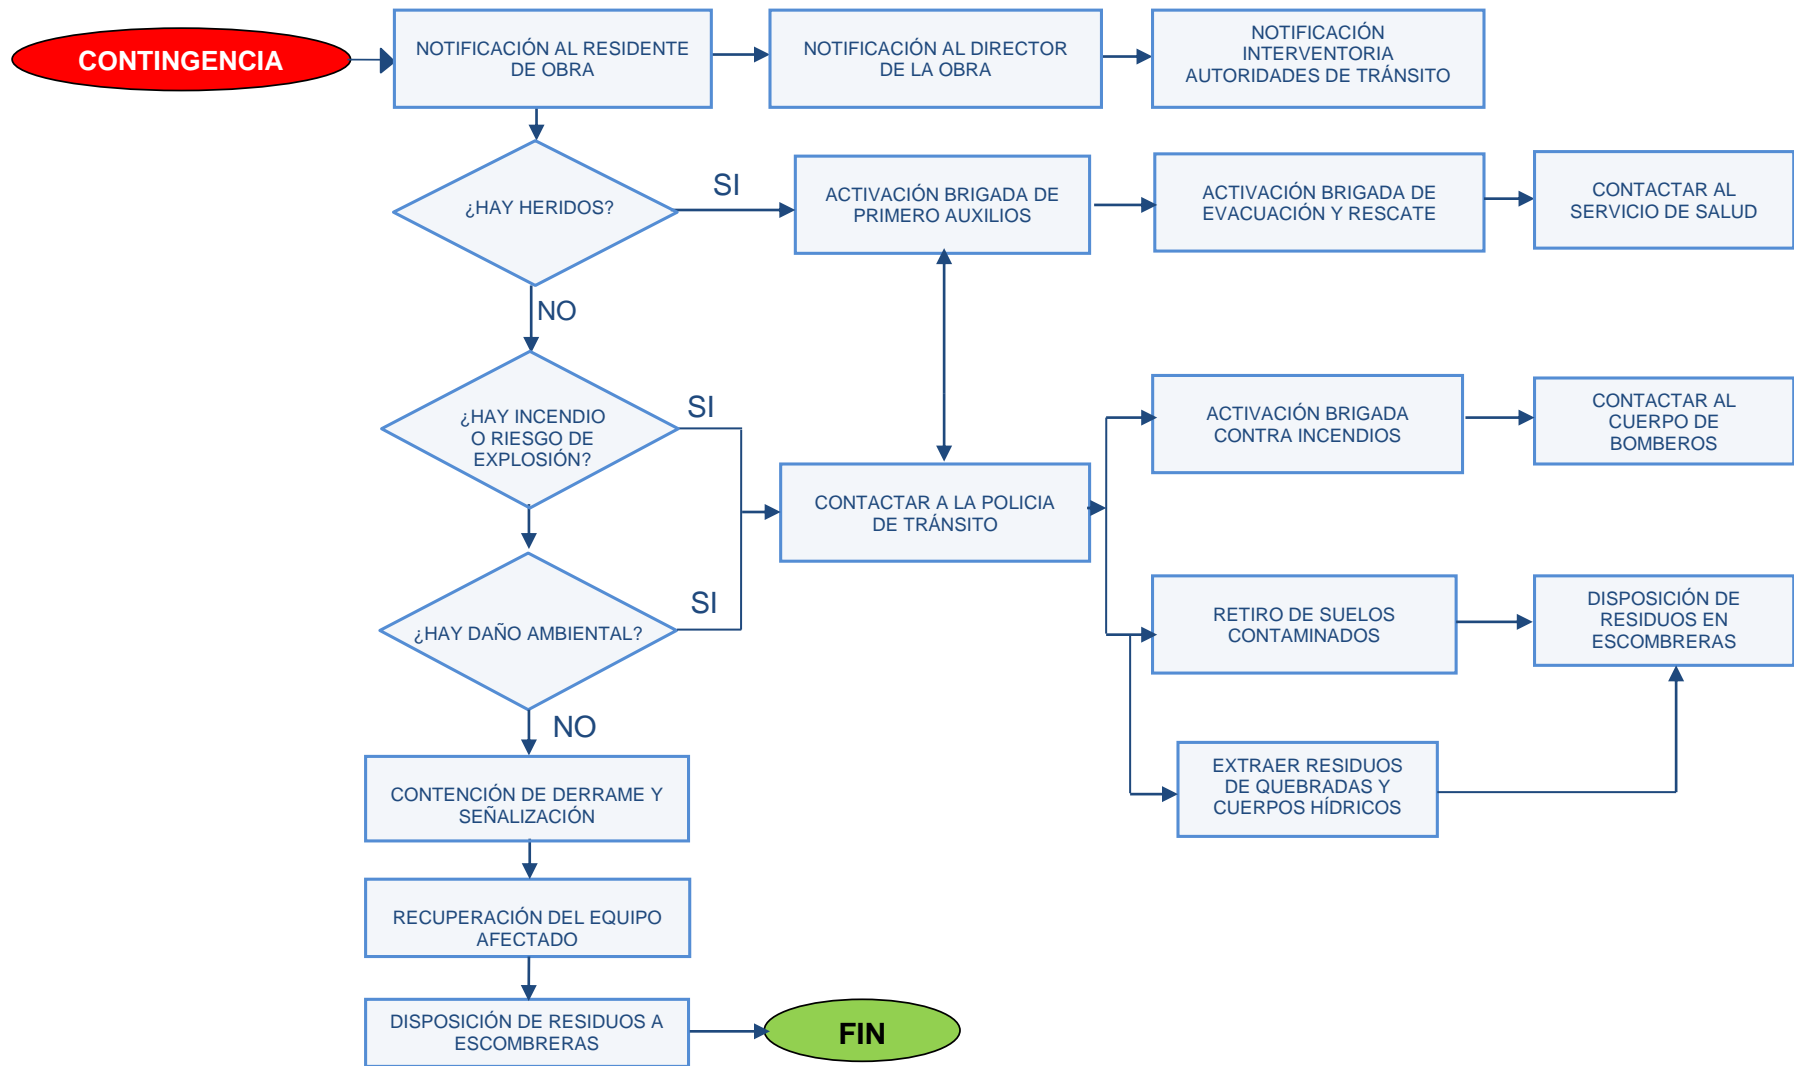 CONTINGENCIA
NOTIFICACIÓN AL RESIDENTE
DE OBRA
NOTIFICACIÓN AL DIRECTOR
DE LA OBRA
NOTIFICACIÓN
INTERVENTORIA
AUTORIDADES DE TRÁNSITO
¿HAY HERIDOS?
SI
ACTIVACIÓN BRIGADA DE
PRIMERO AUXILIOS
ACTIVACIÓN BRIGADA DE
EVACUACIÓN Y RESCATE
CONTACTAR AL
SERVICIO DE SALUD
NO
¿HAY INCENDIO
O RIESGO DE
EXPLOSIÓN?
SI
ACTIVACIÓN BRIGADA
CONTRA INCENDIOS
CONTACTAR AL
CUERPO DE
BOMBEROS
CONTACTAR A LA POLICIA
DE TRÁNSITO
¿HAY DAÑO AMBIENTAL?
SI
RETIRO DE SUELOS
CONTAMINADOS
DISPOSICIÓN DE
RESIDUOS EN
ESCOMBRERAS
NO
EXTRAER RESIDUOS
DE QUEBRADAS Y
CUERPOS HÍDRICOS
CONTENCIÓN DE DERRAME Y
SEÑALIZACIÓN
RECUPERACIÓN DEL EQUIPO
AFECTADO
DISPOSICIÓN DE RESIDUOS A
ESCOMBRERAS
FIN